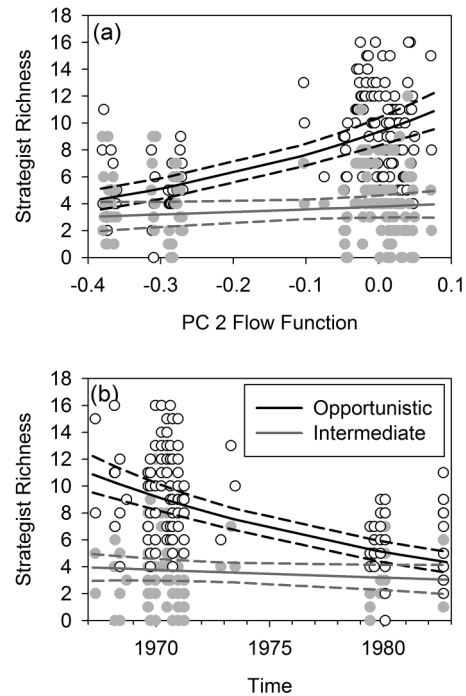 (a)
Strategist Richness
18
16
14
12
10
8
6
4
2
0
-0.4 -0.3 -0.2 -0.1 0.0 0.1
PC 2 Flow Function
(b)
Strategist Richness
18
16
14
12
10
8
6
4
2
0
Opportunistic
Intermediate
1970 1975 1980
Time